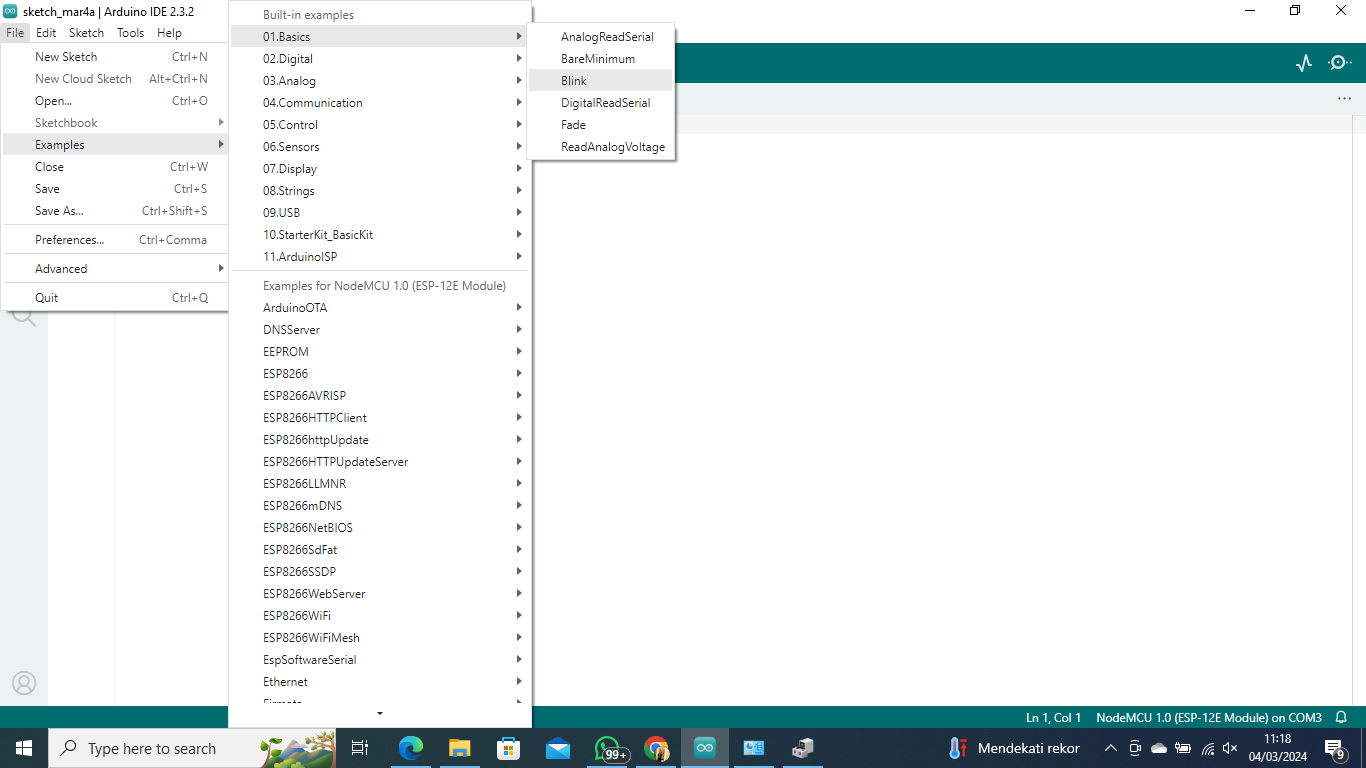 sketch_mar4a | Arduino IDE 2.3.2
File Edit Sketch Tools Help
New Sketch Ctrl+N
New Cloud Sketch Alt+Ctrl+N
Open... Ctrl+O
Sketchbook
Examples
Close Ctrl+W
Save Ctrl+S
Save As... Ctrl+Shift+S
Preferences... Ctrl+Comma
Advanced
Quit Ctrl+Q
Built-in examples
01.Basics
02.Digital
03.Analog
04.Communication
05.Control
06.Sensors
07.Display
08.Strings
09.USB
10.StarterKit_BasicKit
11.ArduinoISP
Examples for NodeMCU 1.0 (ESP-12E Module)
ArduinoOTA
DNSServer
EEPROM
ESP8266
ESP8266AVRISP
ESP8266HTTPClient
ESP8266httpUpdate
ESP8266HTTPUpdateServer
ESP8266LLMNR
ESP8266mDNS
ESP8266NetBIOS
ESP8266SdFat
ESP8266SSDP
ESP8266WebServer
ESP8266WiFi
ESP8266WiFiMesh
EspSoftwareSerial
Ethernet
AnalogReadSerial
BareMinimum
Blink
DigitalReadSerial
Fade
ReadAnalogVoltage
Ln 1, Col 1 NodeMCU 1.0 (ESP-12E Module) on COM3
Type here to search
99+
Mendekati rekor
11:18
04/03/2024
9